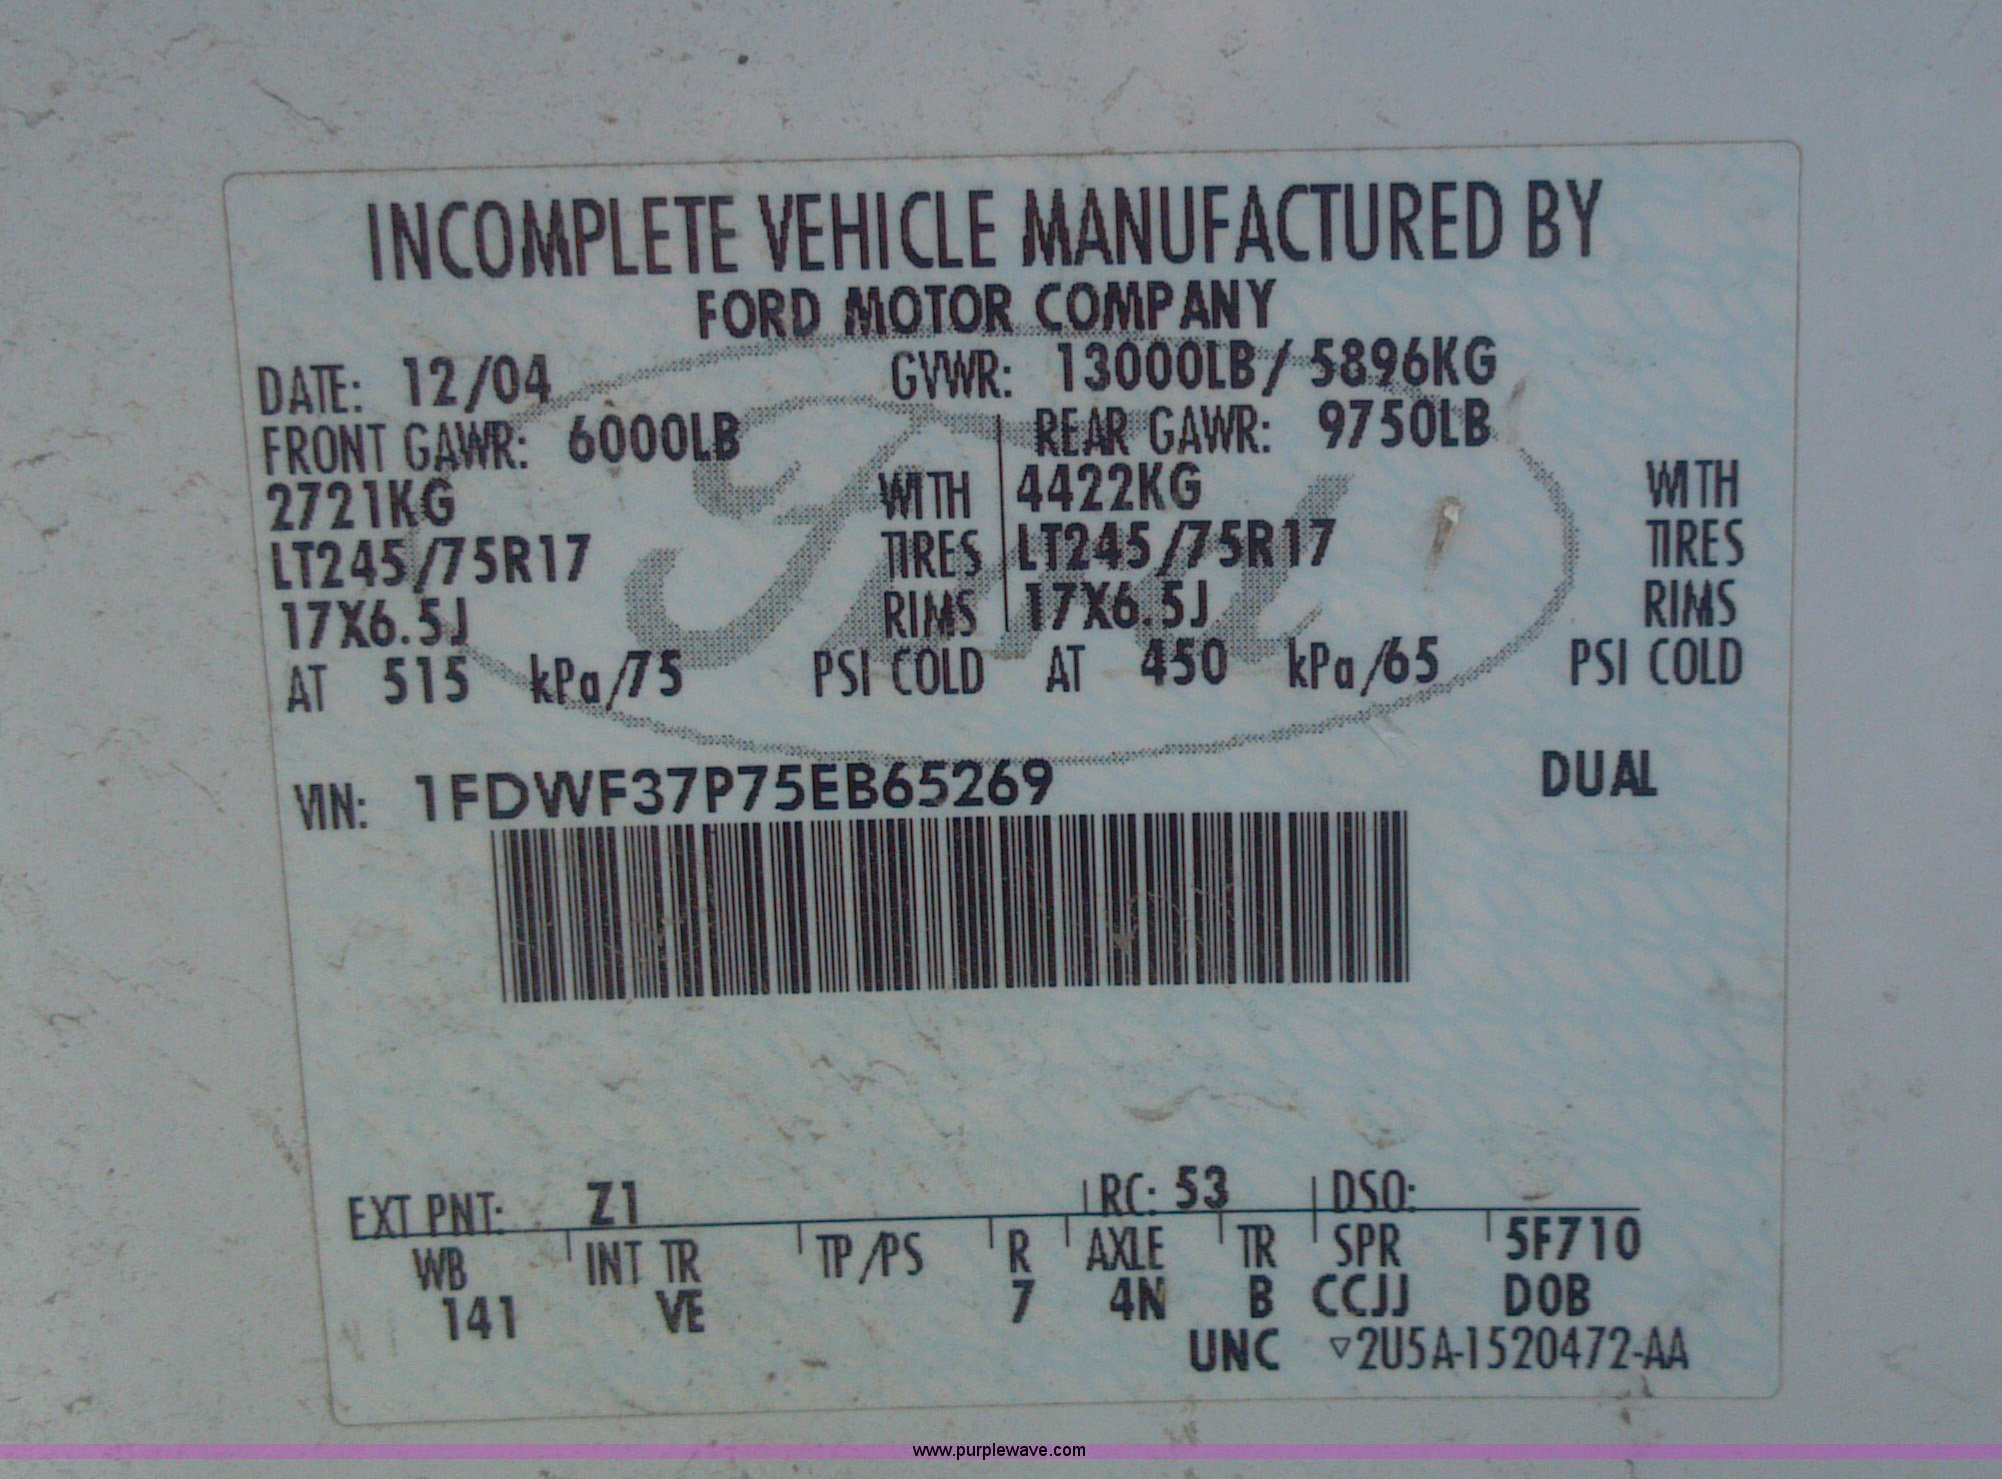 INCOMPLETE VEHICLE MANUFACTURED BY
FORD MOTOR COMPANY
DATE: 12/04 GVWR: 13000LB/ 5896KG
FRONT GAWR: 6000LB REAR GAWR: 9750LB
2721KG WITH 4422KG WITH
LT245/75R17 TIRES LT245/75R17 TIRES
17X6.5J RIMS 17X6.5J RIMS
AT 515 kPa/75 PSI COLD AT 450 kPa/65 PSI COLD
VIN: 1FDWF37P75EB65269 DUAL
EXT PNT: Z1 RC: 53 DSO:
WB INT TR TP/PS R AXLE TR SPR 5F710
141 VE 7 4N B CCJJ DOB
UNC ▽2U5A-1520472-AA
Ford
www.purplewave.com